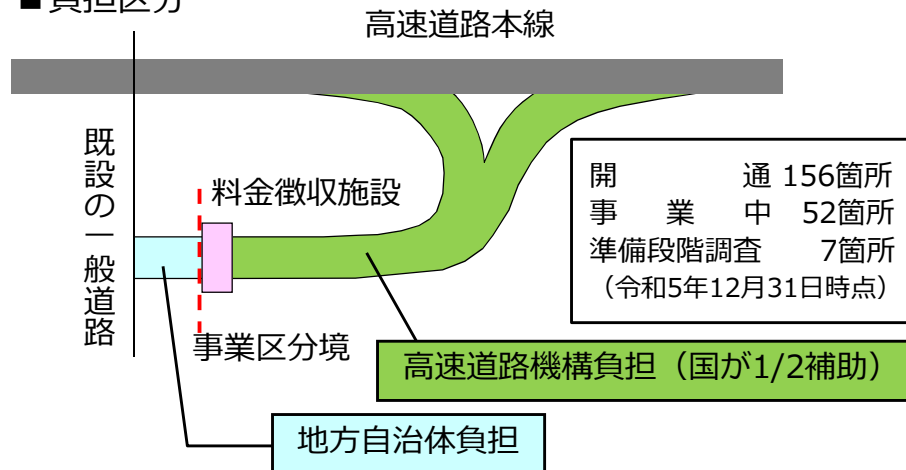 ■負担区分
高速道路本線
既設の一般道路
料金徴収施設
開通 156箇所
事業中 52箇所
準備段階調査 7箇所
（令和5年12月31日時点）
事業区分境
高速道路機構負担（国が1/2補助）
地方自治体負担